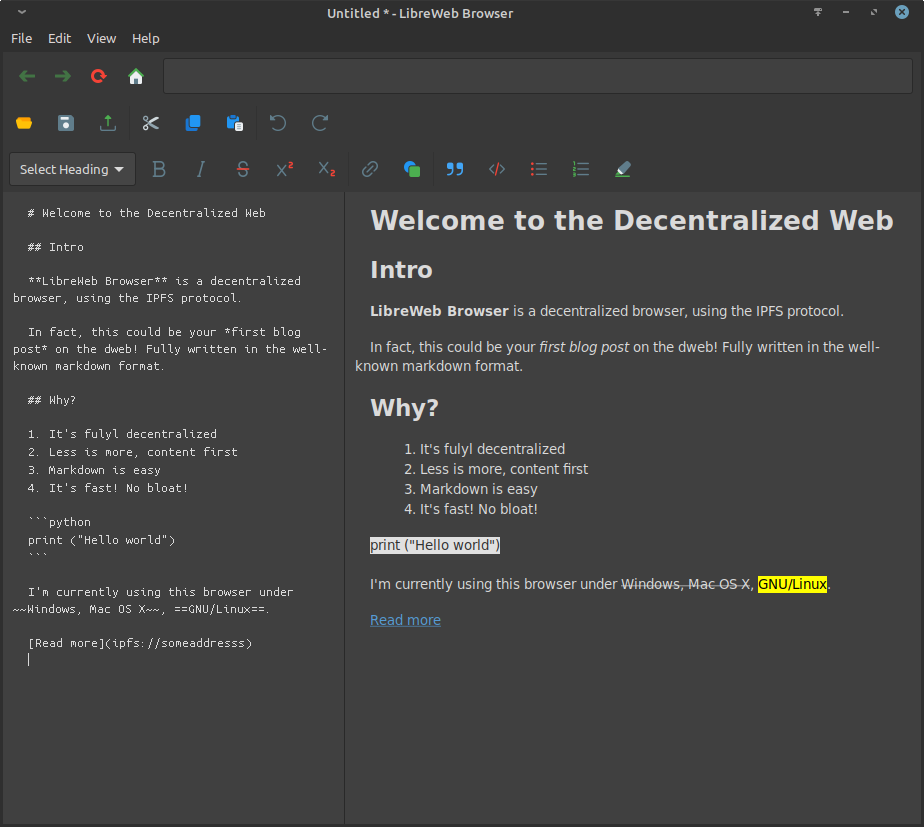 Untitled * - LibreWeb Browser
File Edit View Help
Select Heading B I S X² X₂
# Welcome to the Decentralized Web
## Intro
**LibreWeb Browser** is a decentralized
browser, using the IPFS protocol.
In fact, this could be your *first blog
post* on the dweb! Fully written in the well-
known markdown format.
## Why?
1. It's fulyl decentralized
2. Less is more, content first
3. Markdown is easy
4. It's fast! No bloat!
```python
print ("Hello world")
```
I'm currently using this browser under
~~Windows, Mac OS X~~, ==GNU/Linux==.
[Read more](ipfs://someaddresss)
Welcome to the Decentralized Web
Intro
LibreWeb Browser is a decentralized browser, using the IPFS protocol.
In fact, this could be your first blog post on the dweb! Fully written in the well-
known markdown format.
Why?
1. It's fulyl decentralized
2. Less is more, content first
3. Markdown is easy
4. It's fast! No bloat!
print ("Hello world")
I'm currently using this browser under Windows, Mac OS X, GNU/Linux.
Read more